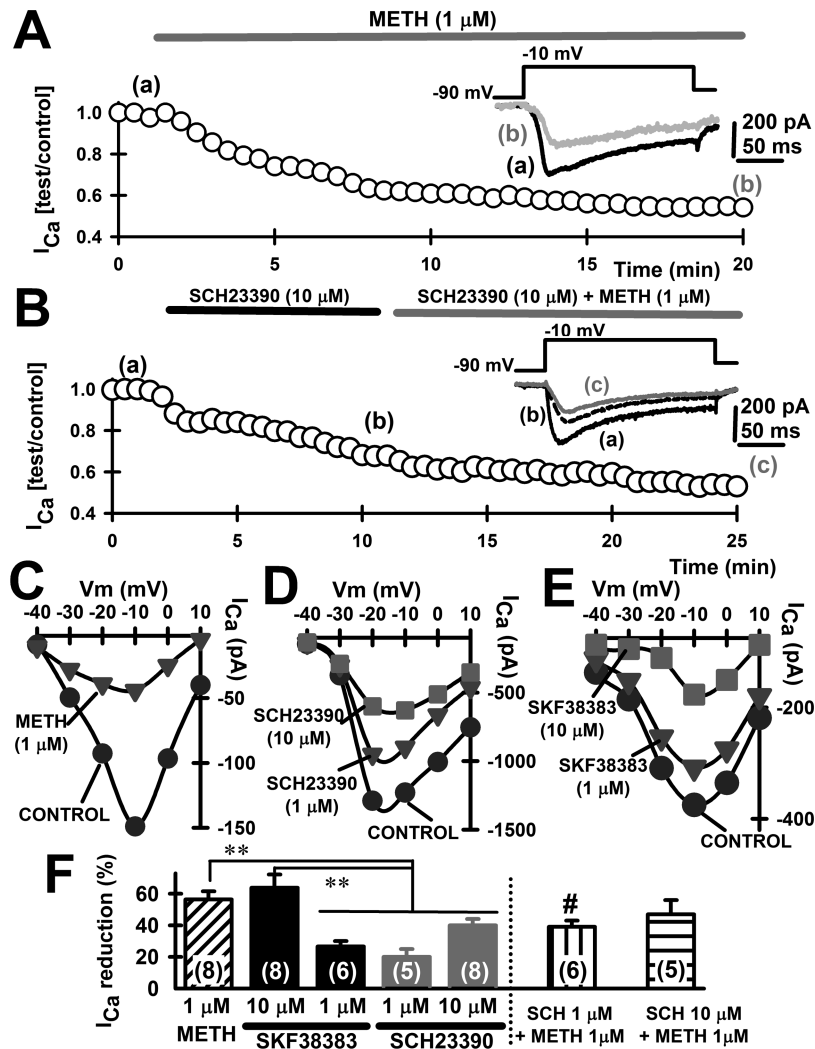 A
METH (1 μM)
(a)
-10 mV
-90 mV
(b)
(a)
200 pA
50 ms
(b)
I Ca [test/control]
1.0
0.8
0.6
0.4
0 5 10 15 20
Time (min)
B
SCH23390 (10 μM)
SCH23390 (10 μM) + METH (1 μM)
(a)
-10 mV
-90 mV
(c)
(b)
(a)
200 pA
50 ms
(b)
(c)
I Ca [test/control]
1.0
0.8
0.6
0.4
0 5 10 15 20 25
Time (min)
C
Vm (mV)
-40 -30 -20 -10 0 10
I Ca (pA)
-50
-100
-150
METH
(1 μM)
CONTROL
D
Vm (mV)
-40 -30 -20 -10 0 10
I Ca (pA)
-500
-1000
-1500
SCH23390
(10 μM)
SCH23390
(1 μM)
CONTROL
E
Vm (mV)
-40 -30 -20 -10 0 10
I Ca (pA)
-200
-400
SKF38383
(10 μM)
SKF38383
(1 μM)
CONTROL
F
I Ca reduction (%)
60
40
20
0
**
**
#
(8) (8) (6) (5) (8) (6) (5)
1 μM 10 μM 1 μM 1 μM 10 μM
METH SKF38383 SCH23390
SCH 1 μM
+ METH 1μM
SCH 10 μM
+ METH 1μM